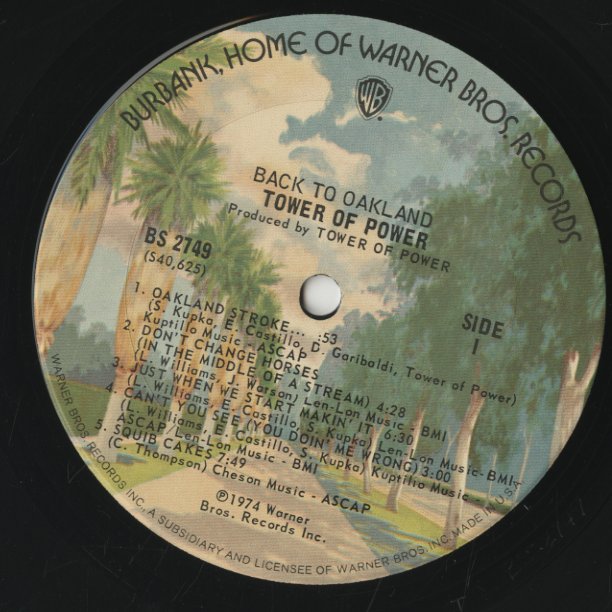 BURBANK, HOME OF WARNER BROS. RECORDS
WB
BACK TO OAKLAND
TOWER OF POWER
(Produced by TOWER OF POWER
BS 2749
(S40,625)
SIDE
1
1. OAKLAND STROKE... :53
(S. Kupka, E. Castillo, D. Garibaldi, Tower of Power)
Kuptillo Music - ASCAP
2. DON'T CHANGE HORSES
(IN THE MIDDLE OF A STREAM) 4:28
(L. Williams, J. Watson) Len-Lon Music - BMI
3. JUST WHEN WE START MAKIN' IT 6:30
(L. Williams, E. Castillo, S. Kupka) Len-Lon Music-BMI
4. CAN'T YOU SEE (YOU DOIN' ME WRONG) 3:00
(L. Williams, E. Castillo, S. Kupka) Kuptillo Music -
ASCAP/Len-Lon Music - BMI
5. SQUIB CAKES 7:49
(C. Thompson) Cheson Music - ASCAP
℗1974 Warner
Bros. Records Inc.
WARNER BROS. RECORDS INC., A SUBSIDIARY AND LICENSEE OF WARNER BROS. INC. MADE IN U.S.A.